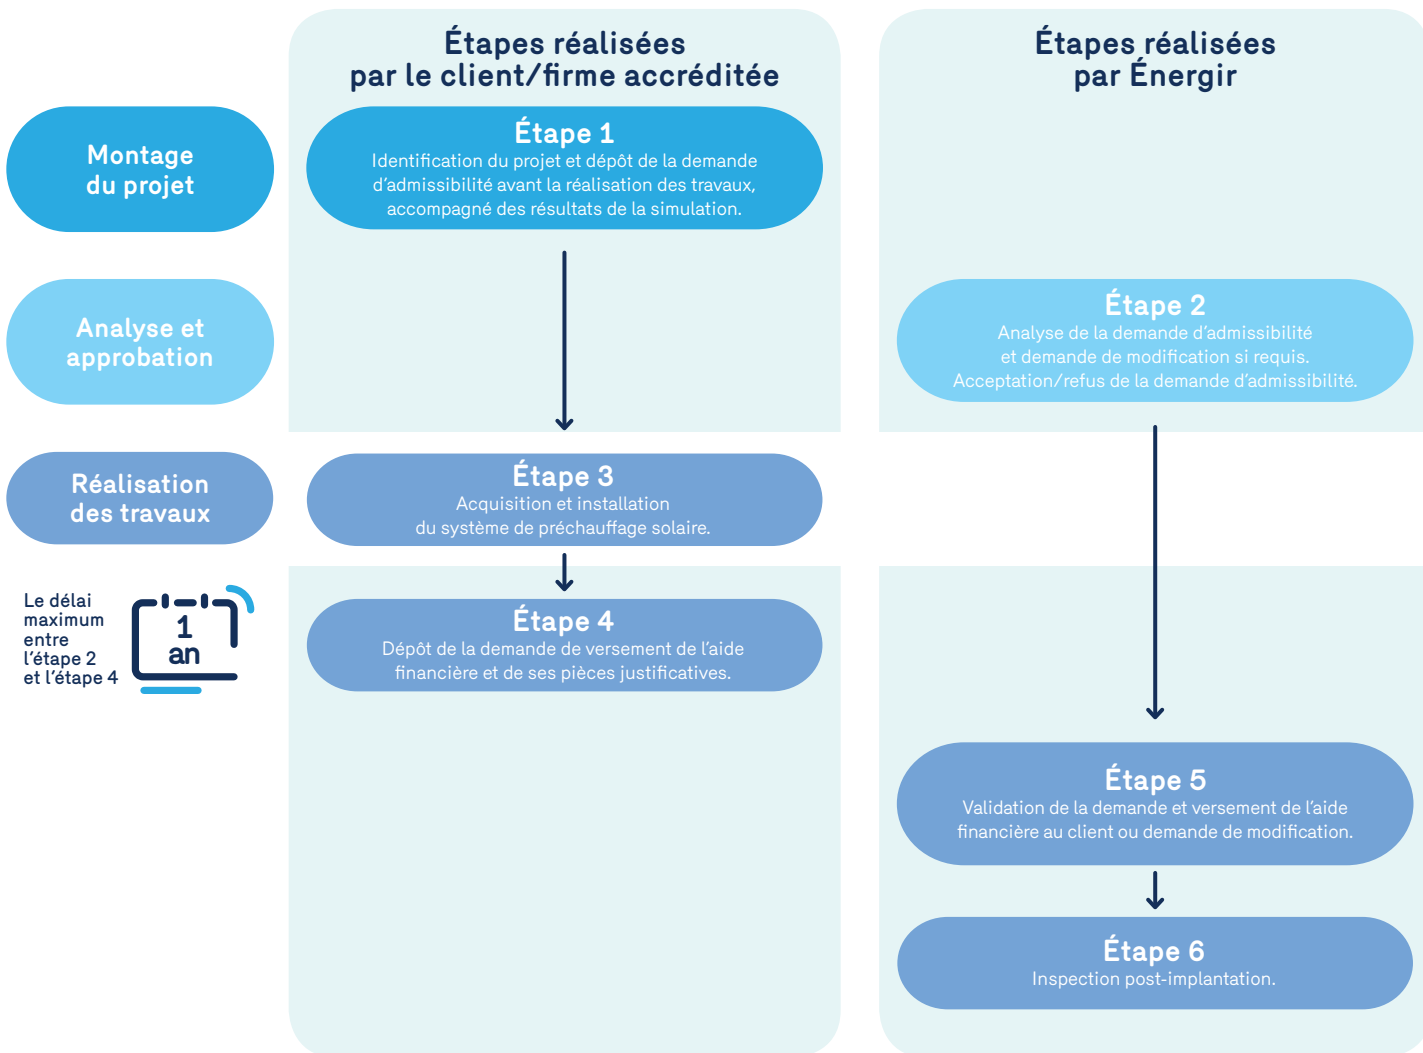 Étapes réalisées
par le client/firme accréditée
Étapes réalisées
par Énergir
Montage
du projet
Étape 1
Identification du projet et dépôt de la demande
d’admissibilité avant la réalisation des travaux,
accompagné des résultats de la simulation.
Analyse et
approbation
Étape 2
Analyse de la demande d’admissibilité
et demande de modification si requis.
Acceptation/refus de la demande d’admissibilité.
Réalisation
des travaux
Étape 3
Acquisition et installation
du système de préchauffage solaire.
Le délai
maximum
entre
l’étape 2
et l’étape 4
1
an
Étape 4
Dépôt de la demande de versement de l’aide
financière et de ses pièces justificatives.
Étape 5
Validation de la demande et versement de l’aide
financière au client ou demande de modification.
Étape 6
Inspection post-implantation.